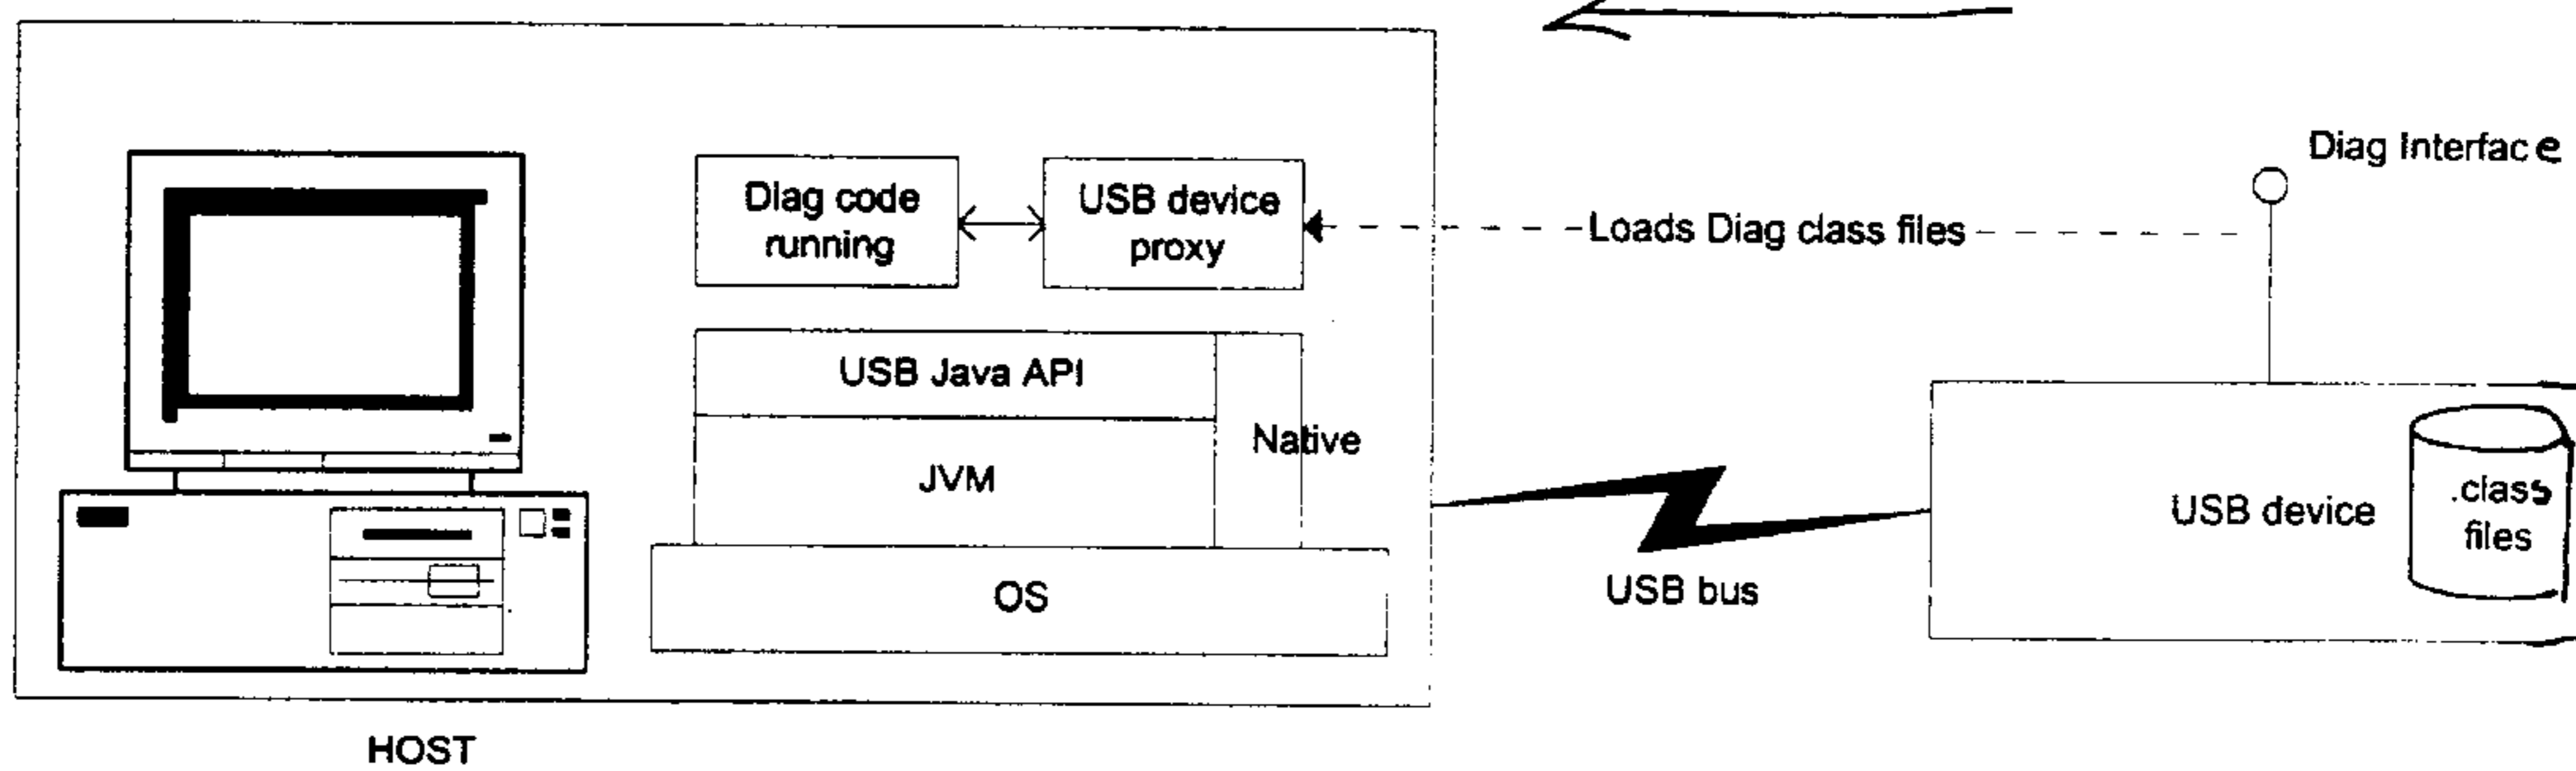 Diag Interface
Diag code
running
USB device
proxy
Loads Diag class files
USB Java API
Native
JVM
.class
files
USB device
OS
USB bus
HOST